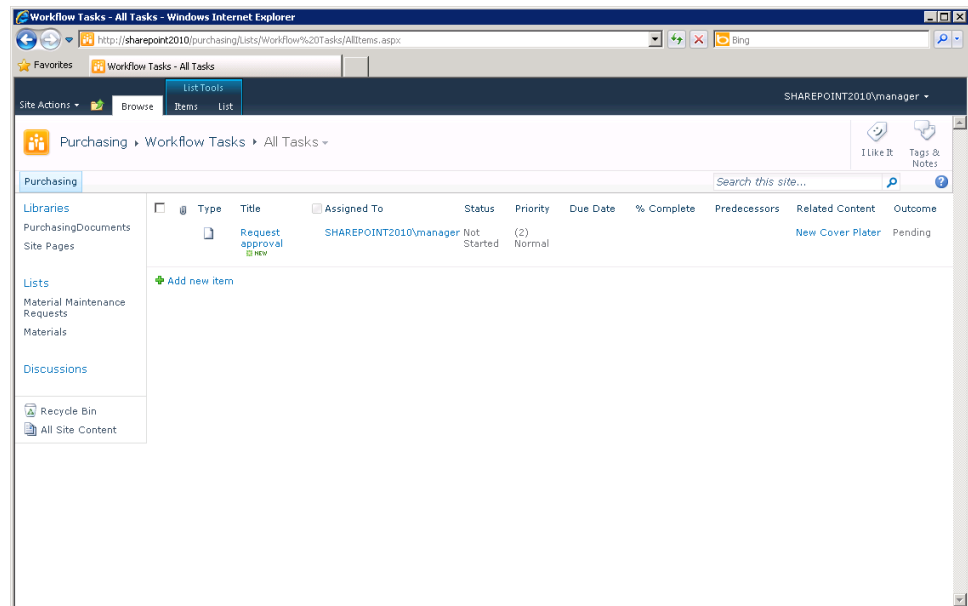 Workflow Tasks - All Tasks - Windows Internet Explorer
http://sharepoint2010/purchasing/Lists/Workflow%20Tasks/AllItems.aspx
Bing
Favorites
Workflow Tasks - All Tasks
List Tools
Site Actions
Browse
Items
List
SHAREPOINT2010\manager
Purchasing
Workflow Tasks
All Tasks
I Like It
Tags &
Notes
Purchasing
Search this site...
Libraries
PurchasingDocuments
Site Pages
Lists
Material Maintenance
Requests
Materials
Discussions
Recycle Bin
All Site Content
Type Title Assigned To Status Priority Due Date % Complete Predecessors Related Content Outcome
Request
approval
NEW
SHAREPOINT2010\manager
Not
Started
(2)
Normal
New Cover Plater
Pending
Add new item